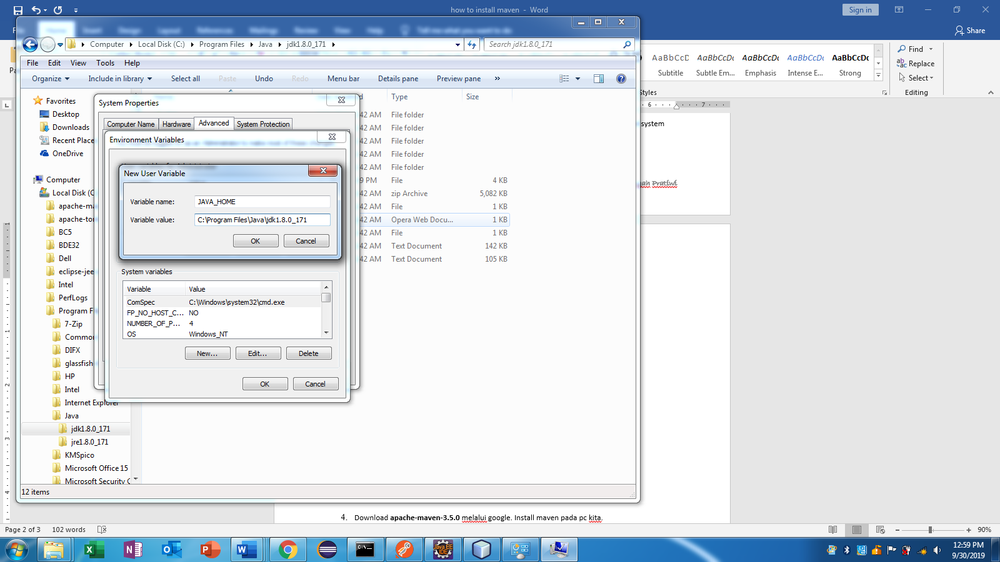 how to install maven - Word
Sign in
Share
Computer Local Disk (C:) Program Files Java jdk1.8.0_171
Search jdk1.8.0_171
File Edit View Tools Help
Organize Include in library Select all Paste Undo Redo Menu bar Details pane Preview pane »
AaBbCcD AaBbCcDc AaBbCcDc AaBbCcDc AaBbCcDc
Subtitle Subtle Em... Emphasis Intense E... Strong
Find
Replace
Select
Styles
Editing
Favorites
Desktop
Downloads
Recent Place
OneDrive
Computer
Local Disk (C
apache-ma
apache-tom
BC5
BDE32
Dell
eclipse-jee
Intel
PerfLogs
Program F
7-Zip
Common
DIFX
glassfish
HP
Intel
Internet Explorer
Java
jdk1.8.0_171
jre1.8.0_171
KMSpico
Microsoft Office 15
Microsoft Security C
12 items
Type Size
42 AM File folder
42 AM File folder
42 AM File folder
42 AM File folder
42 AM File folder
9 PM File 4 KB
42 AM zip Archive 5,082 KB
42 AM File 1 KB
42 AM Opera Web Docu... 1 KB
42 AM File 1 KB
42 AM Text Document 142 KB
42 AM Text Document 105 KB
System Properties
Computer Name Hardware Advanced System Protection
Environment Variables
New User Variable
Variable name: JAVA_HOME
Variable value: C:\Program Files\Java\jdk1.8.0_171
OK Cancel
System variables
Variable Value
ComSpec C:\Windows\system32\cmd.exe
FP_NO_HOST_C... NO
NUMBER_OF_P... 4
OS Windows_NT
New... Edit... Delete
OK Cancel
6 7
system
Pratiwi
1
1
2
3
4
4. Download apache-maven-3.5.0 melalui google. Install maven pada pc kita.
Page 2 of 3 102 words
90%
12:59 PM
9/30/2019